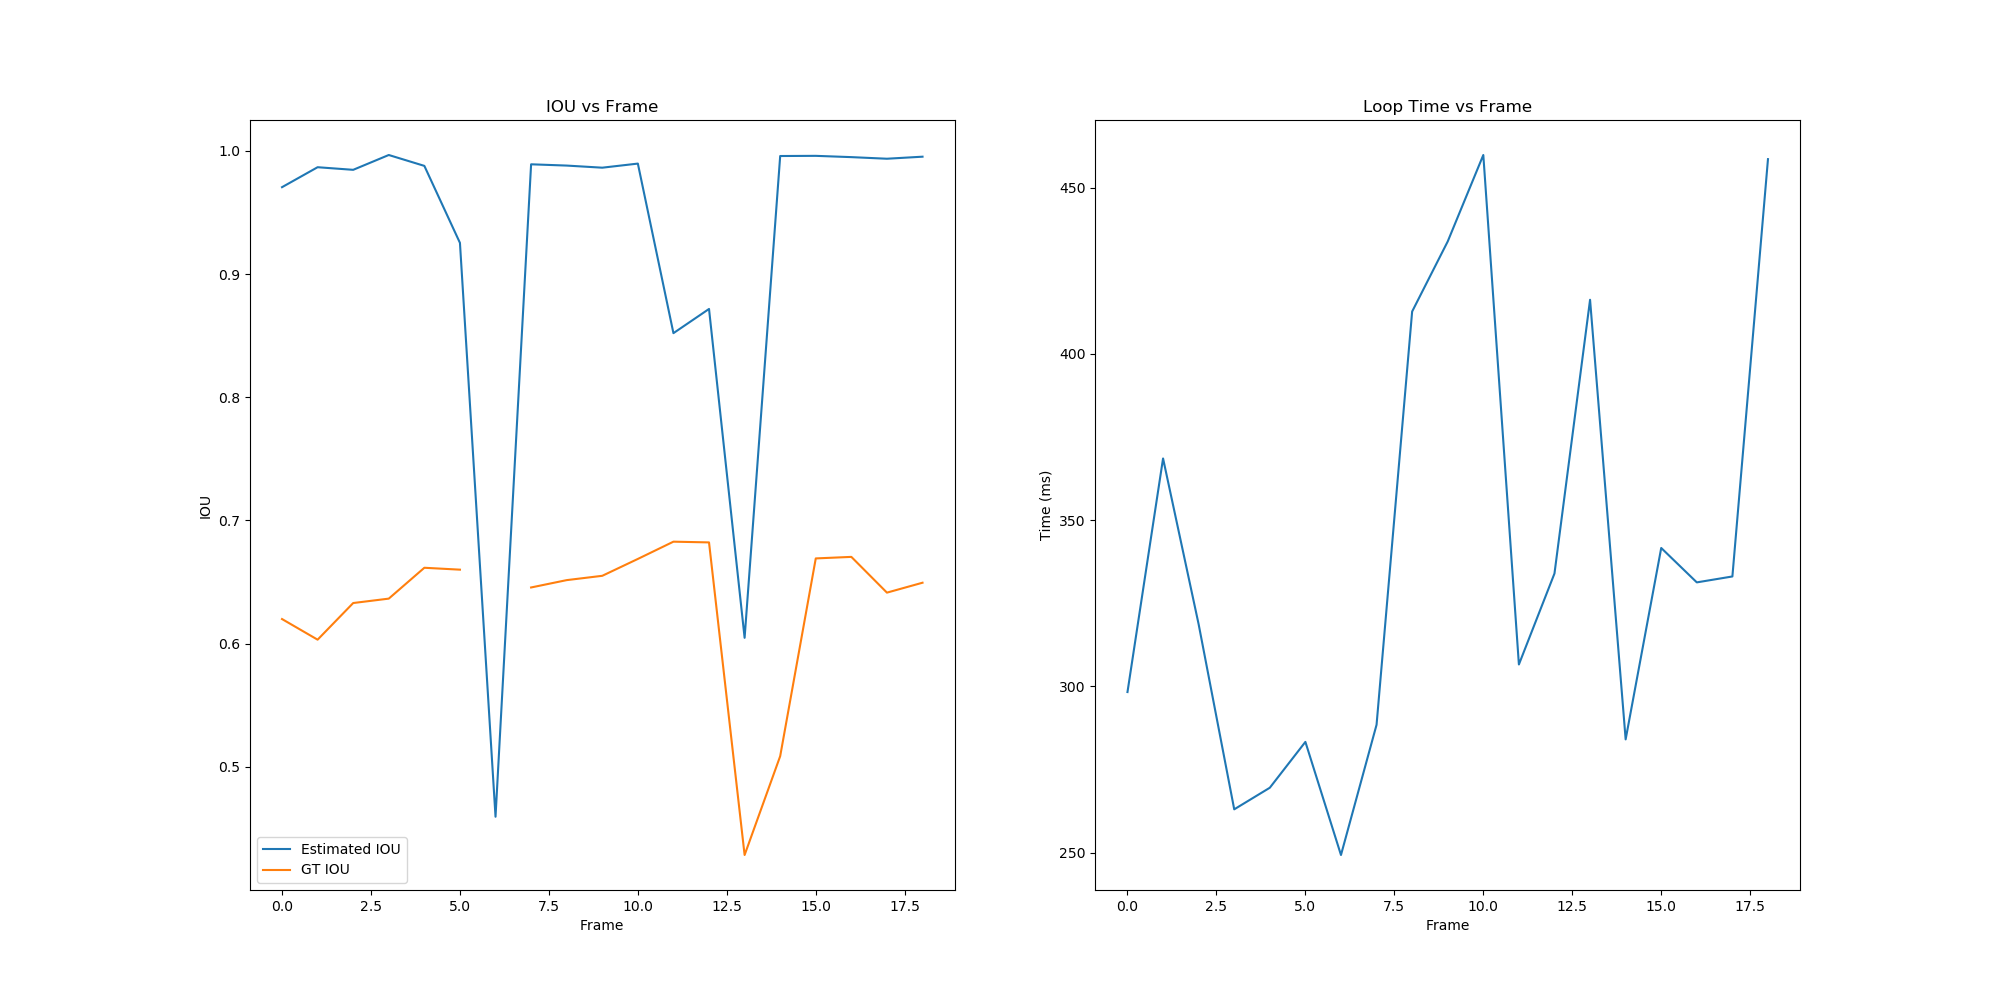 IOU vs Frame
1.0
0.9
0.8
0.7
0.6
0.5
IOU
Estimated IOU
GT IOU
0.0 2.5 5.0 7.5 10.0 12.5 15.0 17.5
Frame
Loop Time vs Frame
450
400
350
300
250
Time (ms)
0.0 2.5 5.0 7.5 10.0 12.5 15.0 17.5
Frame